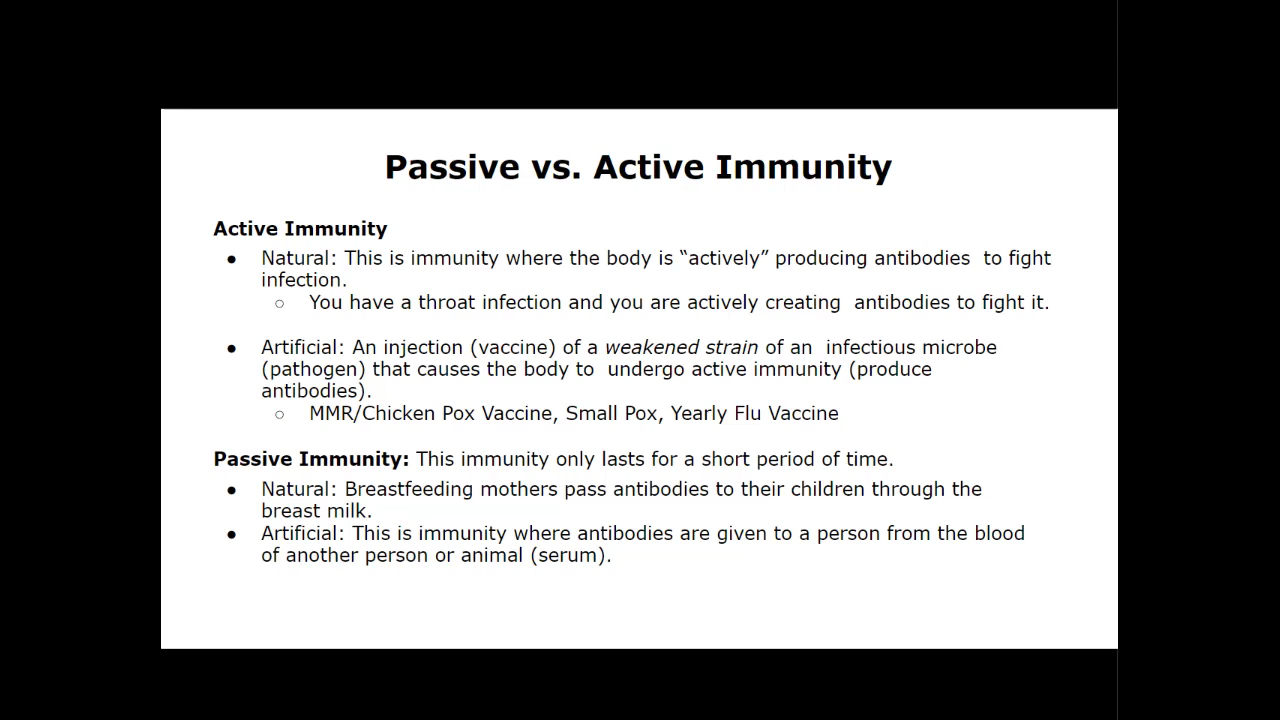 Passive vs. Active Immunity
Active Immunity
● Natural: This is immunity where the body is “actively” producing antibodies  to fight
infection.
○ You have a throat infection and you are actively creating  antibodies to fight it.
● Artificial: An injection (vaccine) of a weakened strain of an  infectious microbe
(pathogen) that causes the body to  undergo active immunity (produce
antibodies).
○ MMR/Chicken Pox Vaccine, Small Pox, Yearly Flu Vaccine
Passive Immunity: This immunity only lasts for a short period of time.
● Natural: Breastfeeding mothers pass antibodies to their children through the
breast milk.
● Artificial: This is immunity where antibodies are given to a person from the blood
of another person or animal (serum).